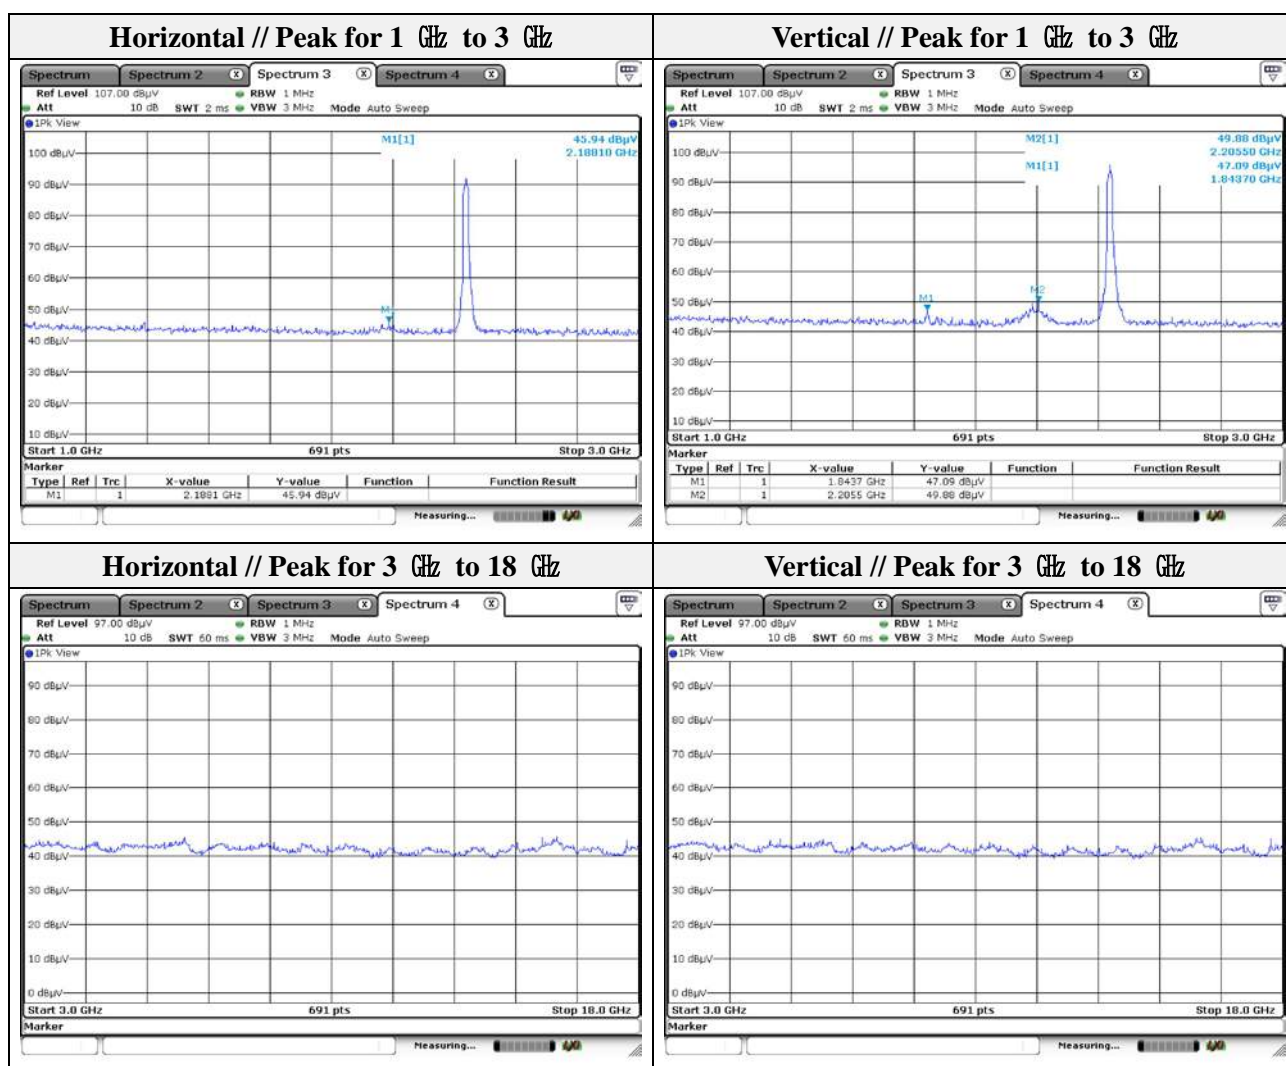 Horizontal // Peak for 1 ㎓ to 3 ㎓
Spectrum Spectrum 2 X Spectrum 3 X Spectrum 4 X
Ref Level 107.00 dBµV RBW 1 MHz
Att 10 dB SWT 2 ms VBW 3 MHz Mode Auto Sweep
1Pk View
M1[1] 45.94 dBµV
2.18810 GHz
100 dBµV
90 dBµV
80 dBµV
70 dBµV
60 dBµV
50 dBµV
40 dBµV
30 dBµV
20 dBµV
10 dBµV
Start 1.0 GHz 691 pts Stop 3.0 GHz
Marker
Type Ref Trc X-value Y-value Function Function Result
M1 1 2.1881 GHz 45.94 dBµV
Measuring...
Vertical // Peak for 1 ㎓ to 3 ㎓
Spectrum Spectrum 2 X Spectrum 3 X Spectrum 4 X
Ref Level 107.00 dBµV RBW 1 MHz
Att 10 dB SWT 2 ms VBW 3 MHz Mode Auto Sweep
1Pk View
M2[1] 49.88 dBµV
2.20550 GHz
M1[1] 47.09 dBµV
1.84370 GHz
100 dBµV
90 dBµV
80 dBµV
70 dBµV
60 dBµV
M1 M2
50 dBµV
40 dBµV
30 dBµV
20 dBµV
10 dBµV
Start 1.0 GHz 691 pts Stop 3.0 GHz
Marker
Type Ref Trc X-value Y-value Function Function Result
M1 1 1.8437 GHz 47.09 dBµV
M2 1 2.2055 GHz 49.88 dBµV
Measuring...
Horizontal // Peak for 3 ㎓ to 18 ㎓
Spectrum Spectrum 2 X Spectrum 3 X Spectrum 4 X
Ref Level 97.00 dBµV RBW 1 MHz
Att 10 dB SWT 60 ms VBW 3 MHz Mode Auto Sweep
1Pk View
90 dBµV
80 dBµV
70 dBµV
60 dBµV
50 dBµV
40 dBµV
30 dBµV
20 dBµV
10 dBµV
0 dBµV
Start 3.0 GHz 691 pts Stop 18.0 GHz
Marker
Measuring...
Vertical // Peak for 3 ㎓ to 18 ㎓
Spectrum Spectrum 2 X Spectrum 3 X Spectrum 4 X
Ref Level 97.00 dBµV RBW 1 MHz
Att 10 dB SWT 60 ms VBW 3 MHz Mode Auto Sweep
1Pk View
90 dBµV
80 dBµV
70 dBµV
60 dBµV
50 dBµV
40 dBµV
30 dBµV
20 dBµV
10 dBµV
0 dBµV
Start 3.0 GHz 691 pts Stop 18.0 GHz
Marker
Measuring...